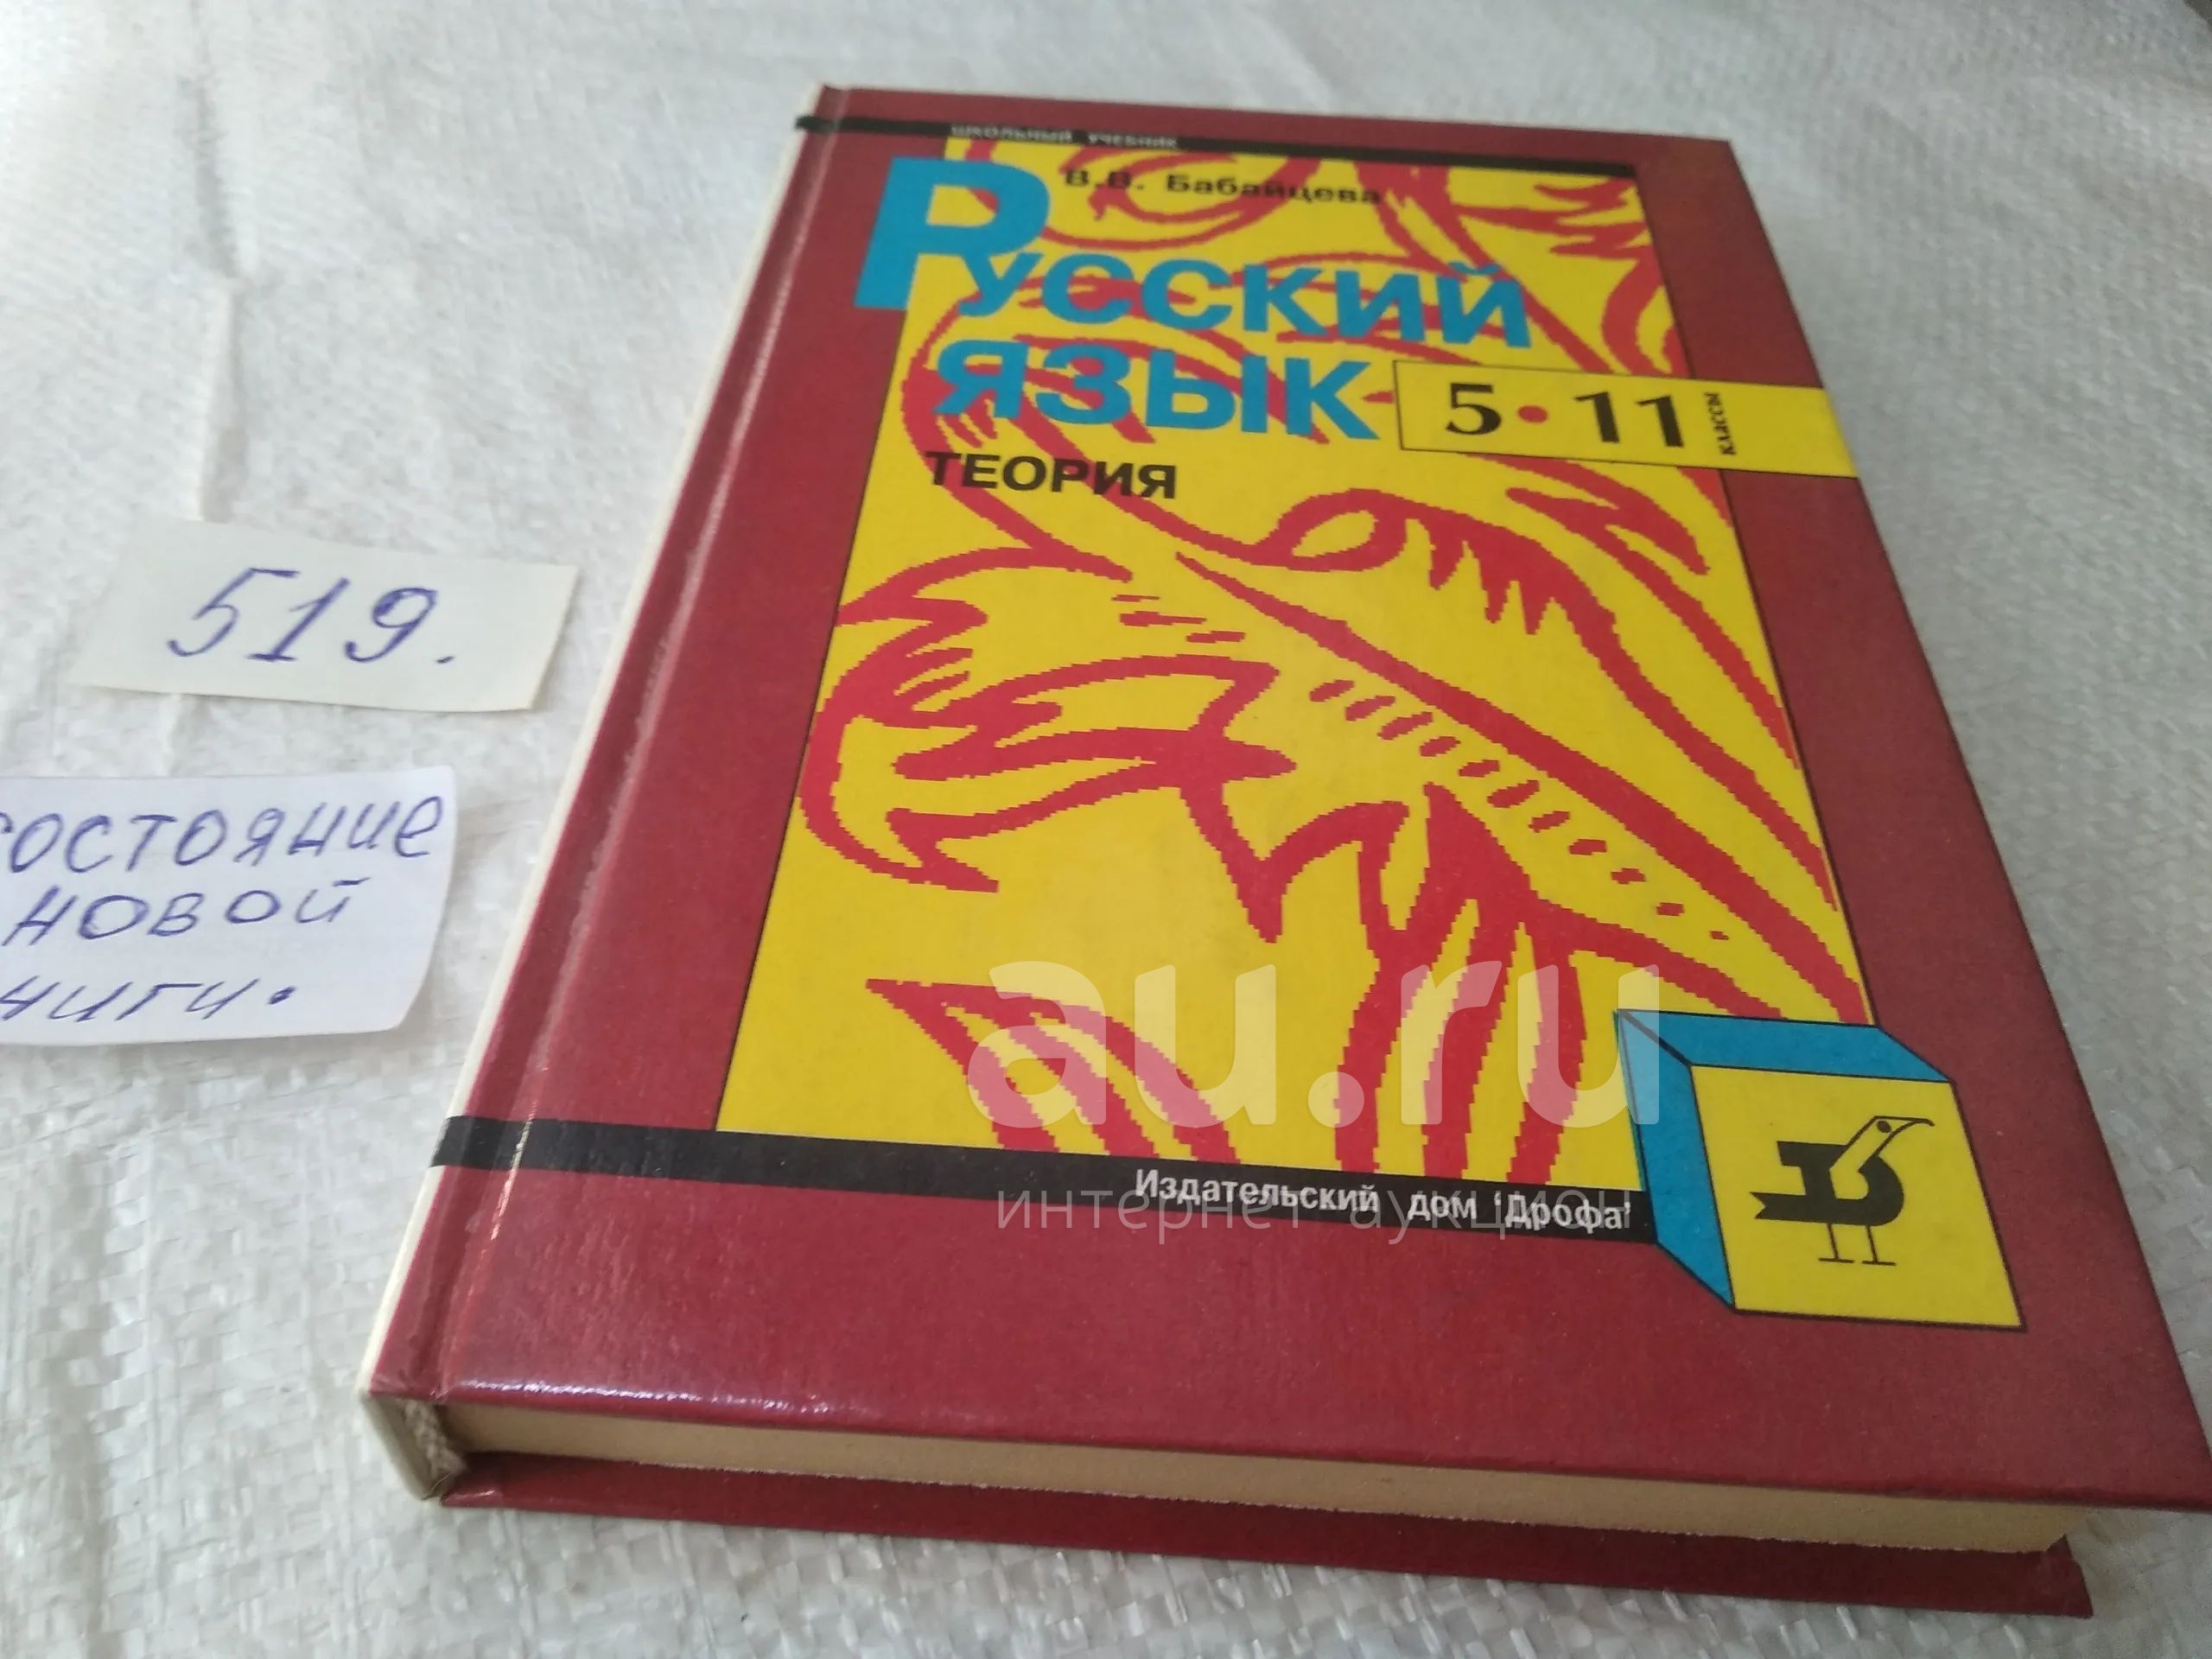 ШКОЛЬНЫЙ УЧЕБНИК
В.В. Бабайцева
Русский
язык
5•11
классы
ТЕОРИЯ
519.
состояние
новой
ниги.
au.ru
интернет аукцион
Издательский дом 'Дрофа'